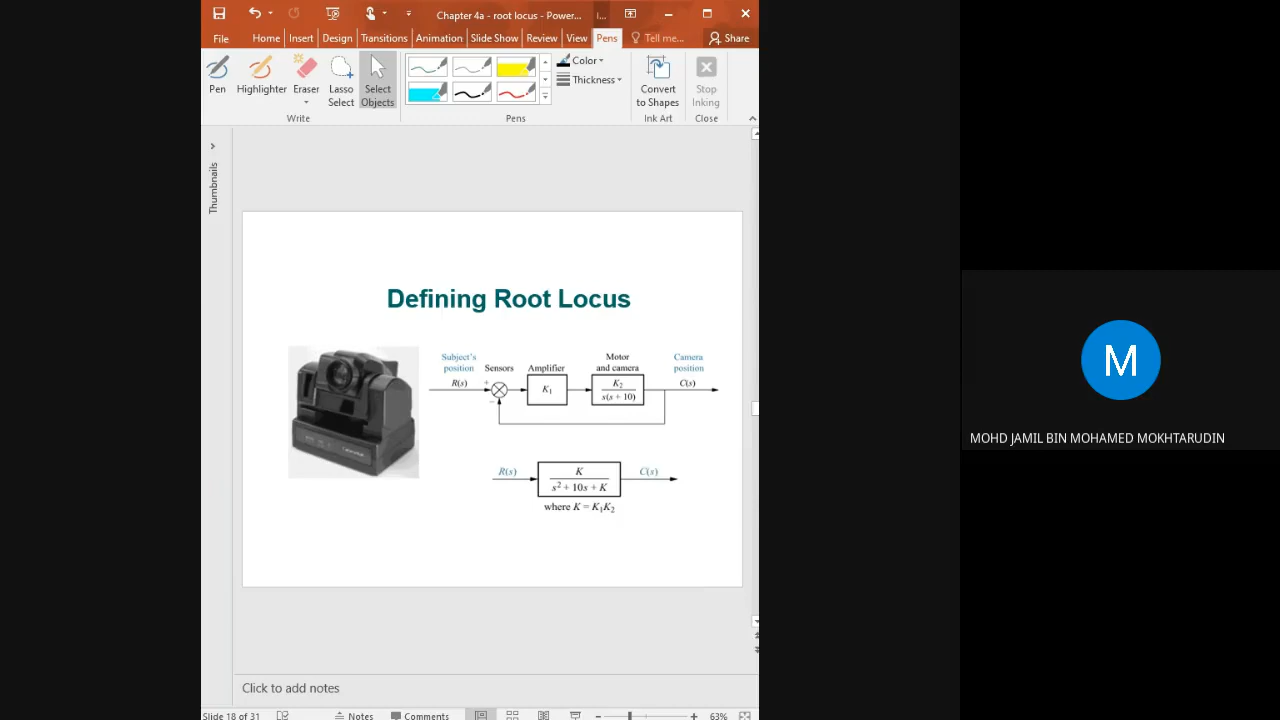 Chapter 4a - root locus - Power...
File
Home
Insert
Design
Transitions
Animation
Slide Show
Review
View
Pens
Tell me...
Share
Pen
Highlighter
Eraser
Lasso Select
Select Objects
Color
Thickness
Convert to Shapes
Stop Inking
Write
Pens
Ink Art
Close
Thumbnails
Defining Root Locus
Subject's position
Sensors
Amplifier
Motor and camera
Camera position
R(s)
+
−
K₁
K₂
s(s + 10)
C(s)
R(s)
K
s² + 10s + K
C(s)
where K = K₁K₂
MOHD JAMIL BIN MOHAMED MOKHTARUDIN
M
Click to add notes
Slide 18 of 31
Notes
Comments
63%